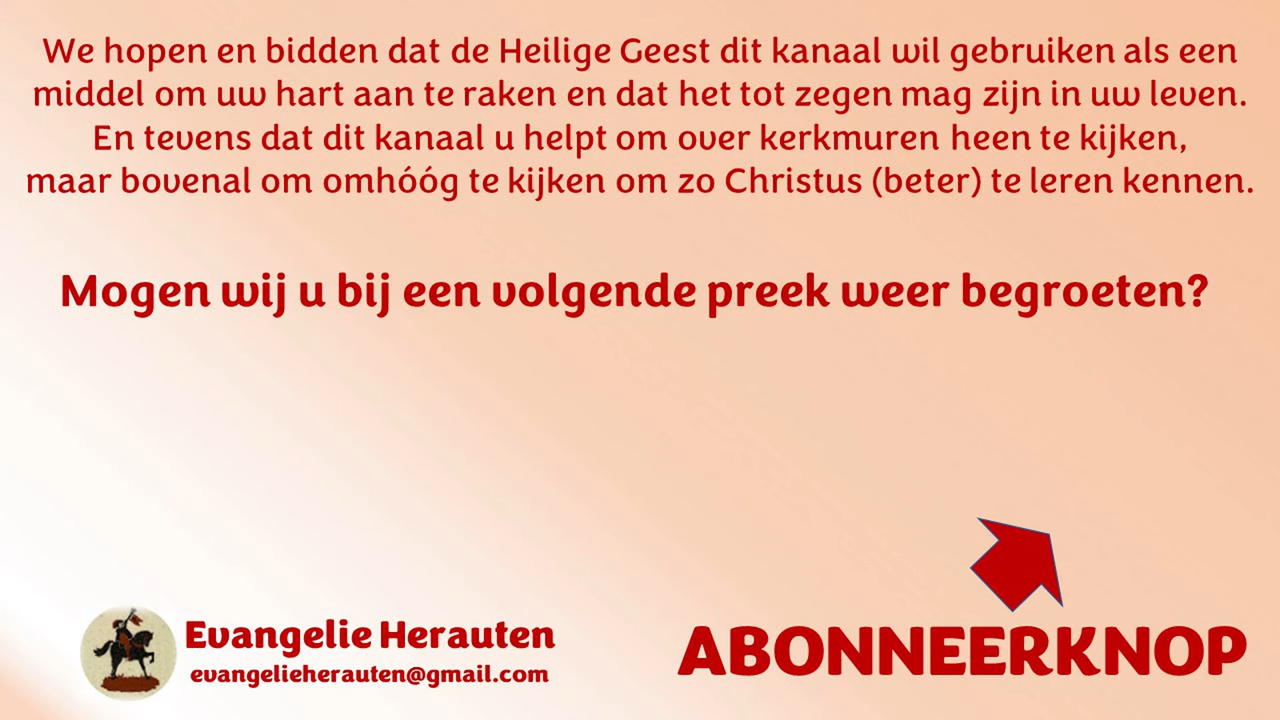 We hopen en bidden dat de Heilige Geest dit kanaal wil gebruiken als een
middel om uw hart aan te raken en dat het tot zegen mag zijn in uw leven.
En tevens dat dit kanaal u helpt om over kerkmuren heen te kijken,
maar bovenal om omhóóg te kijken om zo Christus (beter) te leren kennen.
Mogen wij u bij een volgende preek weer begroeten?
Evangelie Herauten
evangelieherauten@gmail.com
ABONNEERKNOP